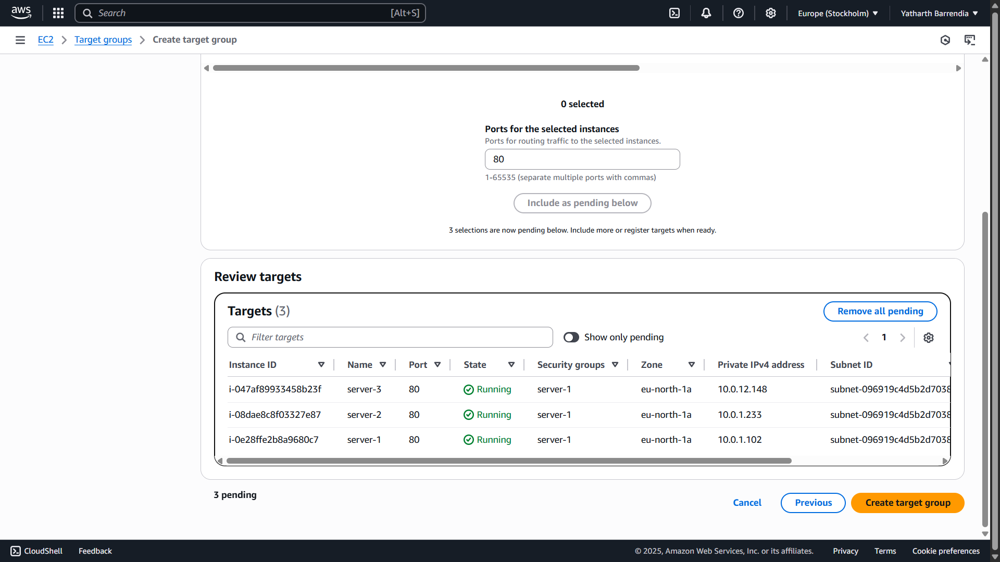 aws
Search [Alt+S]
Europe (Stockholm)
Yatharth Barrendia
EC2 Target groups Create target group
0 selected
Ports for the selected instances
Ports for routing traffic to the selected instances.
80
1-65535 (separate multiple ports with commas)
Include as pending below
3 selections are now pending below. Include more or register targets when ready.
Review targets
Targets (3)
Remove all pending
Filter targets
Show only pending
1
Instance ID Name Port State Security groups Zone Private IPv4 address Subnet ID
i-047af89933458b23f server-3 80 Running server-1 eu-north-1a 10.0.12.148 subnet-096919c4d5b2d7038
i-08dae8c8f03327e87 server-2 80 Running server-1 eu-north-1a 10.0.1.233 subnet-096919c4d5b2d7038
i-0e28ffe2b8a9680c7 server-1 80 Running server-1 eu-north-1a 10.0.1.102 subnet-096919c4d5b2d7038
3 pending
Cancel Previous Create target group
CloudShell Feedback © 2025, Amazon Web Services, Inc. or its affiliates. Privacy Terms Cookie preferences